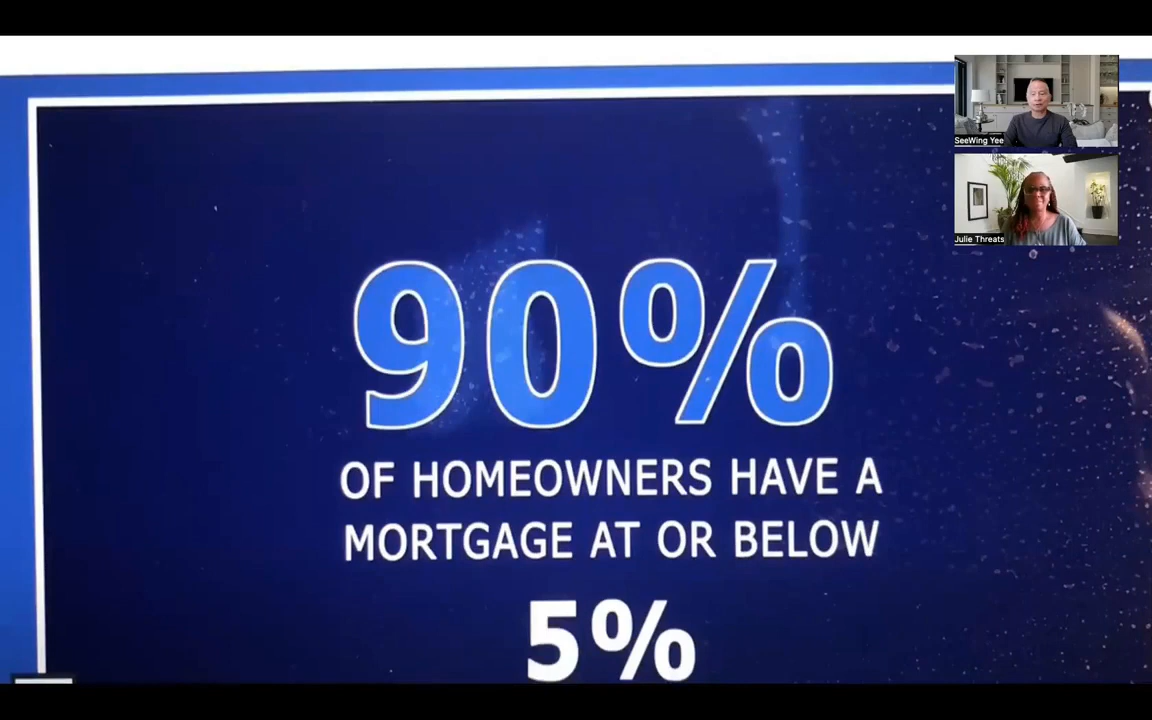 SeeWing Yee
Julie Threats
90%
OF HOMEOWNERS HAVE A
MORTGAGE AT OR BELOW
5%